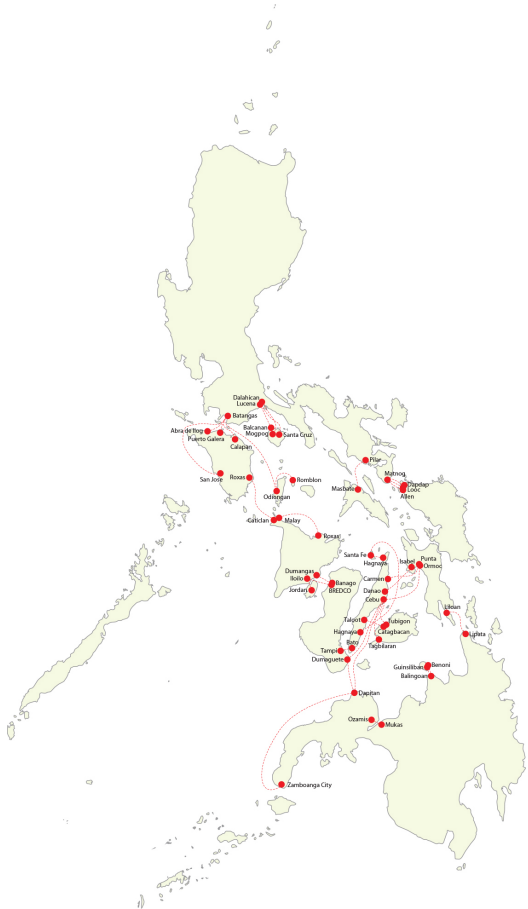 Dalahican
Lucena
Batangas
Balcanan
Mogpog
Santa Cruz
Abra de Ilog
Puerto Galera
Calapan
Pilar
Matnog
Dapdap
Looc
Allen
San Jose
Roxas
Romblon
Odiongan
Masbate
Caticlan
Malay
Roxas
Santa Fe
Hagnaya
Isabel
Punta
Ormoc
Dumangas
Iloilo
Banago
BREDCO
Jordan
Carmen
Danao
Cebu
Liloan
Taloot
Tubigon
Hagnaya
Catagbacan
Lipata
Bato
Tagbilaran
Tampi
Dumaguete
Benoni
Guinsiliban
Balingoan
Dapitan
Ozamis
Mukas
Zamboanga City